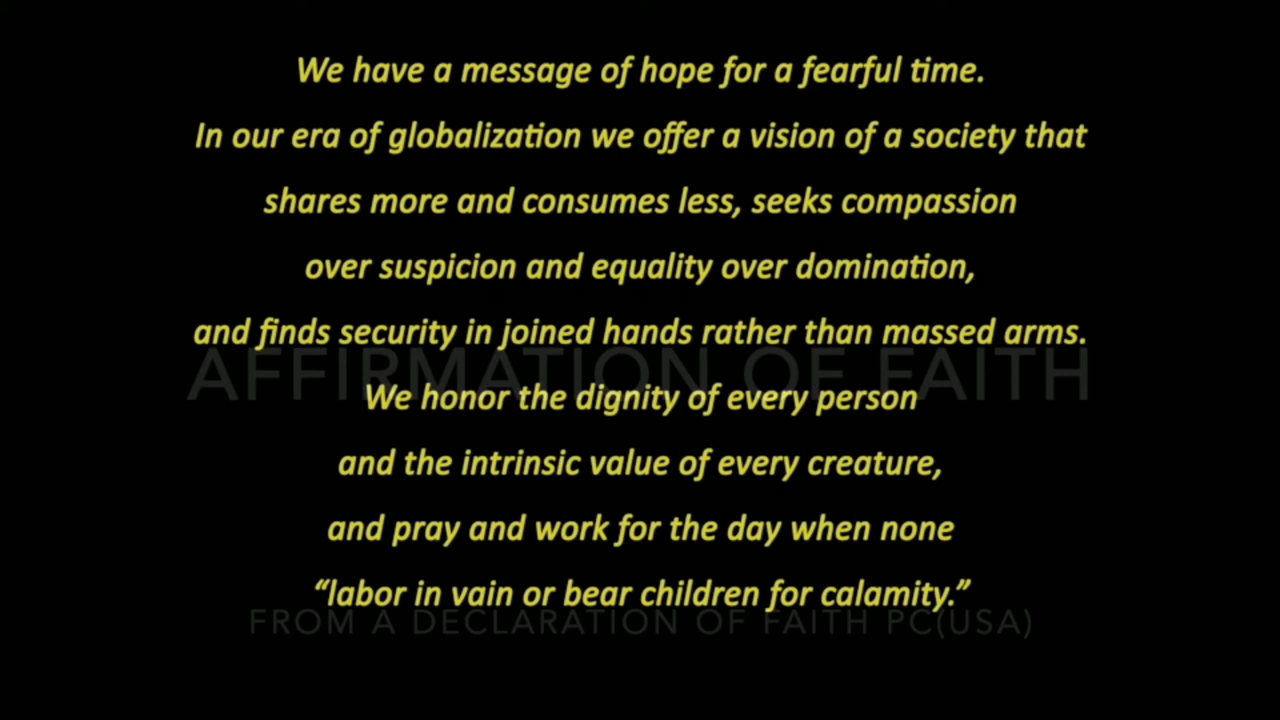 We have a message of hope for a fearful time.
In our era of globalization we offer a vision of a society that
shares more and consumes less, seeks compassion
over suspicion and equality over domination,
and finds security in joined hands rather than massed arms.
AFFIRMATION OF FAITH
We honor the dignity of every person
and the intrinsic value of every creature,
and pray and work for the day when none
“labor in vain or bear children for calamity.”
FROM A DECLARATION OF FAITH PC(USA)